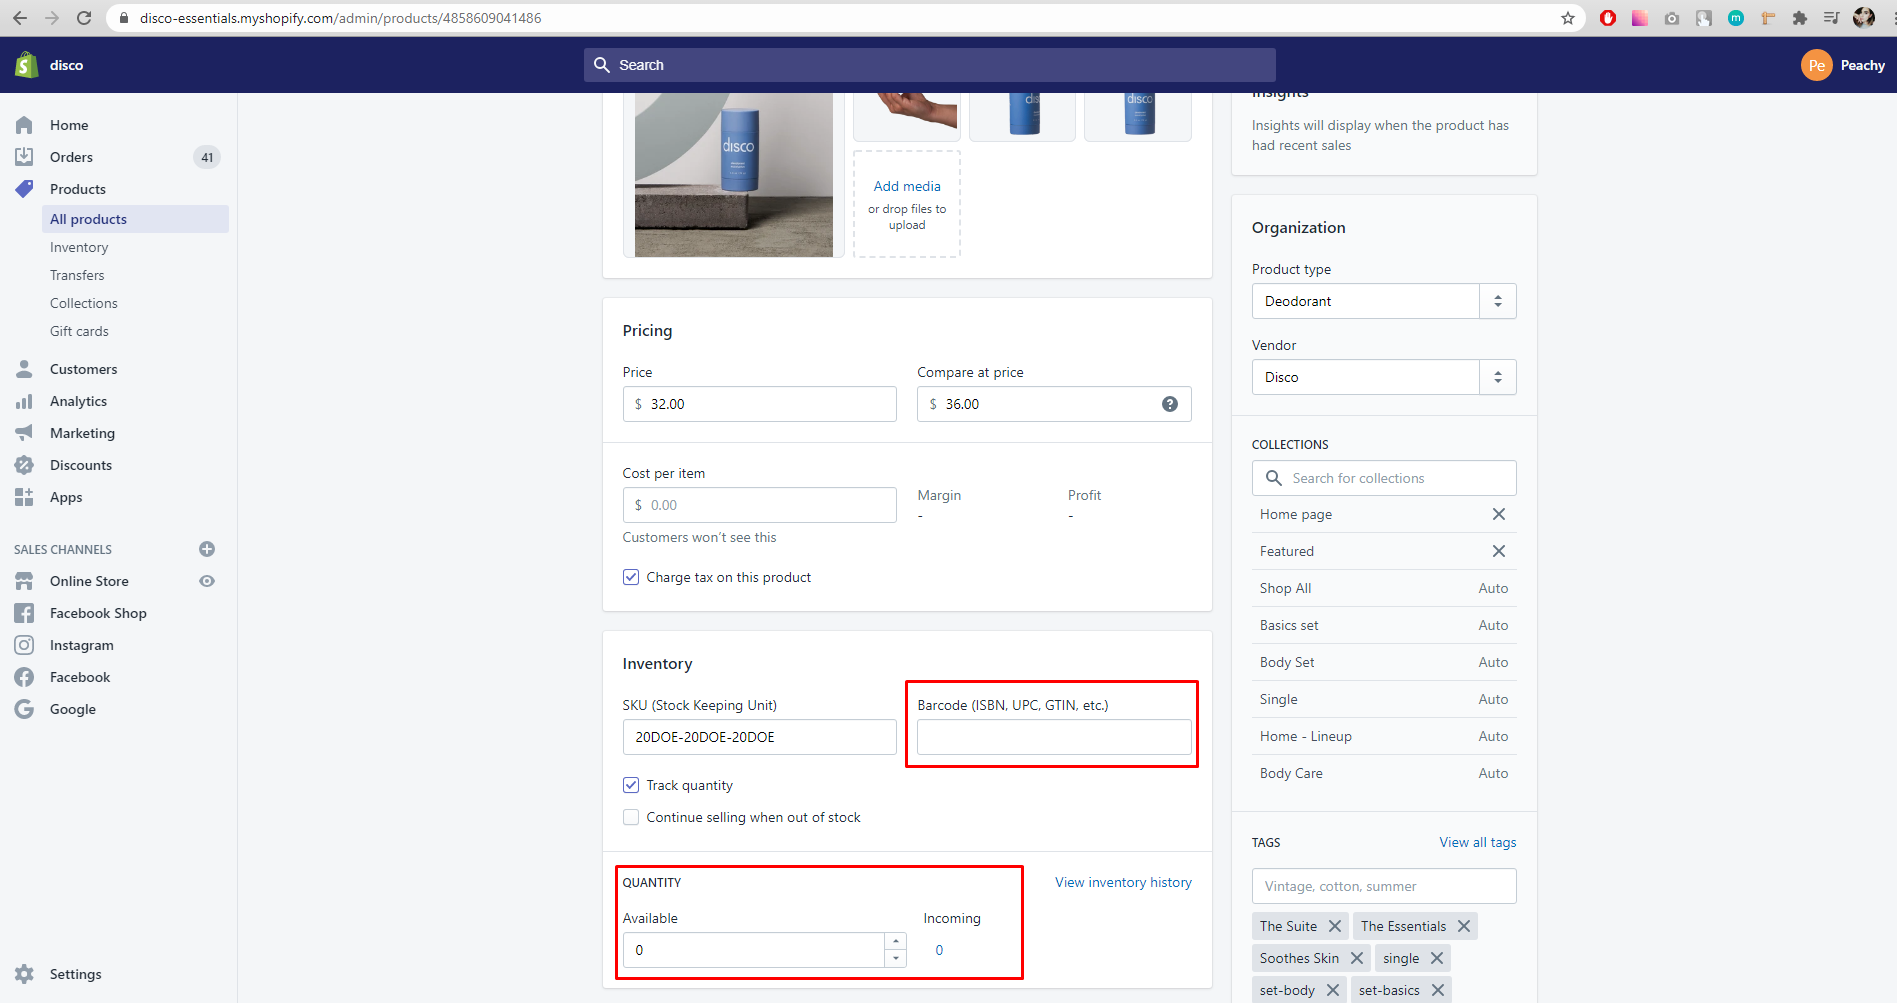 disco-essentials.myshopify.com/admin/products/4858609041486
disco
Search
Pe Peachy
Home
Orders 41
Products
All products
Inventory
Transfers
Collections
Gift cards
Customers
Analytics
Marketing
Discounts
Apps
SALES CHANNELS
Online Store
Facebook Shop
Instagram
Facebook
Google
Settings
disco
disco
Add media
or drop files to
upload
Pricing
Price Compare at price
$ 32.00 $ 36.00
Cost per item
$ 0.00 Margin Profit
- -
Customers won't see this
Charge tax on this product
Inventory
SKU (Stock Keeping Unit) Barcode (ISBN, UPC, GTIN, etc.)
20DOE-20DOE-20DOE
Track quantity
Continue selling when out of stock
QUANTITY View inventory history
Available Incoming
0 0
Insights
Insights will display when the product has
had recent sales
Organization
Product type
Deodorant
Vendor
Disco
COLLECTIONS
Search for collections
Home page
Featured
Shop All Auto
Basics set Auto
Body Set Auto
Single Auto
Home - Lineup Auto
Body Care Auto
TAGS View all tags
Vintage, cotton, summer
The Suite The Essentials
Soothes Skin single
set-body set-basics